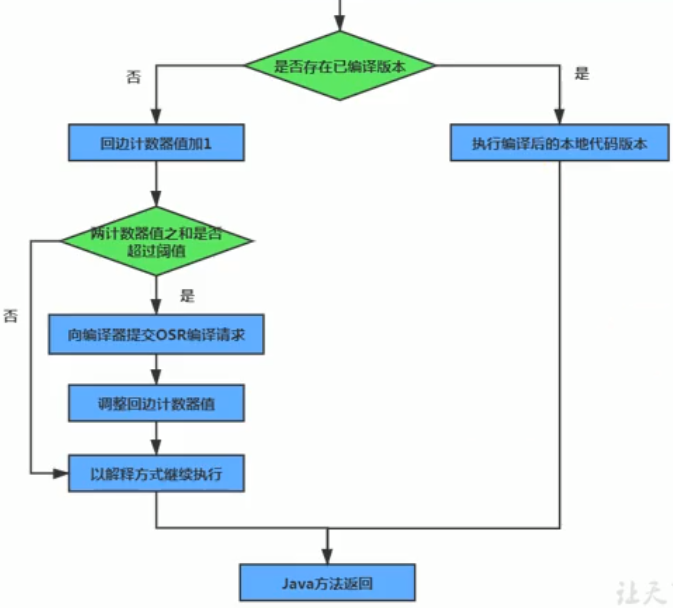 是否存在已编译版本
否
是
回边计数器值加1
执行编译后的本地代码版本
两计数器值之和是否
超过阈值
是
否
向编译器提交OSR编译请求
调整回边计数器值
以解释方式继续执行
Java方法返回
让天